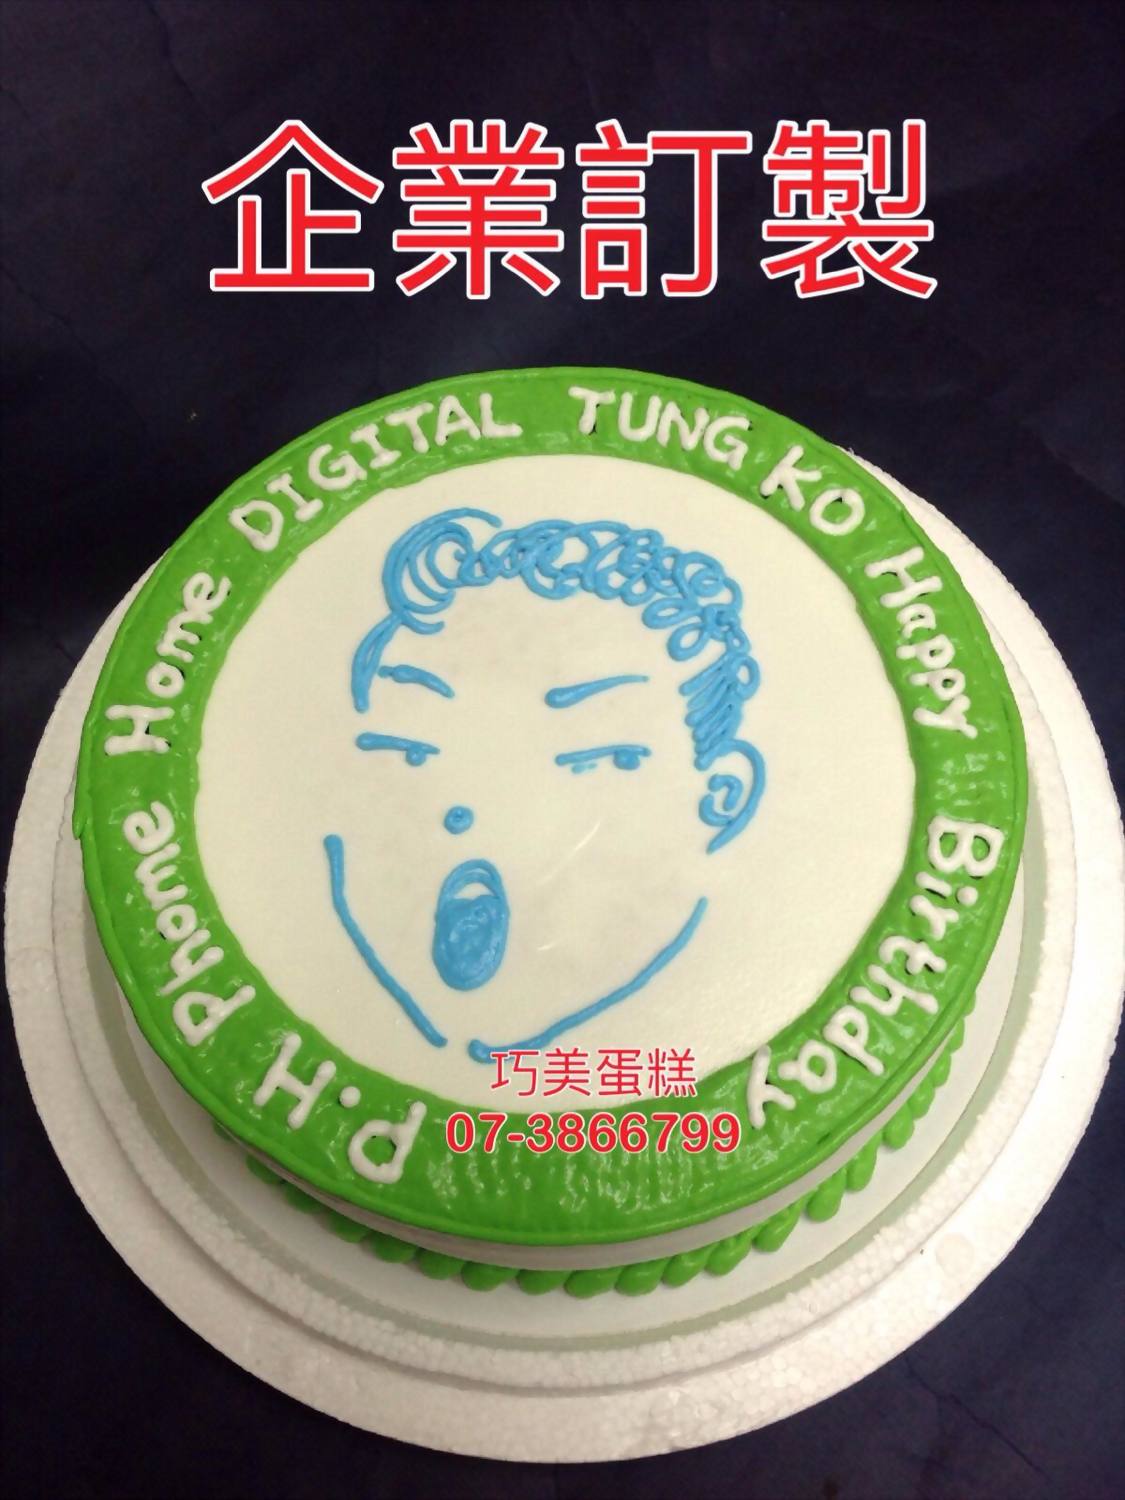 企業訂製
P.H Phome Home DIGITAL TUNG KO Happy Birthday
巧美蛋糕
07-3866799